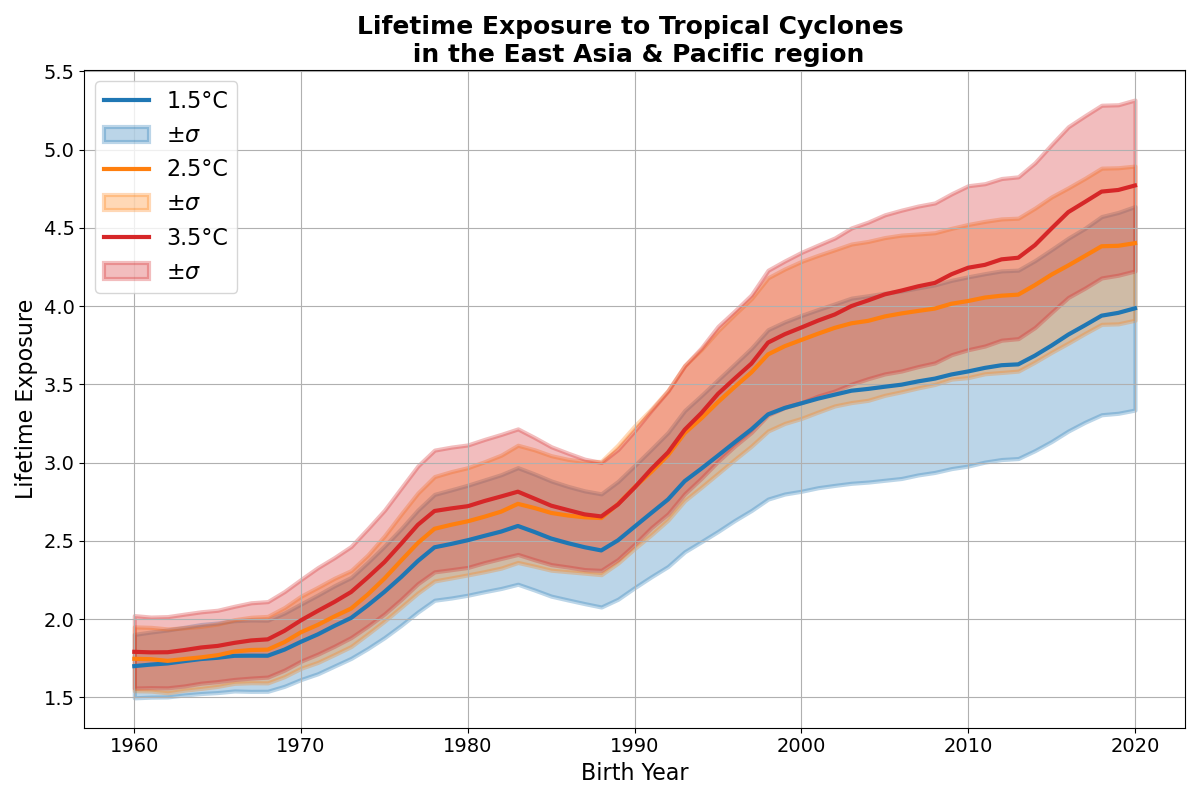 Lifetime Exposure to Tropical Cyclones
in the East Asia & Pacific region
5.5
5.0
4.5
4.0
3.5
3.0
2.5
2.0
1.5
Lifetime Exposure
1.5°C
±σ
2.5°C
±σ
3.5°C
±σ
1960 1970 1980 1990 2000 2010 2020
Birth Year